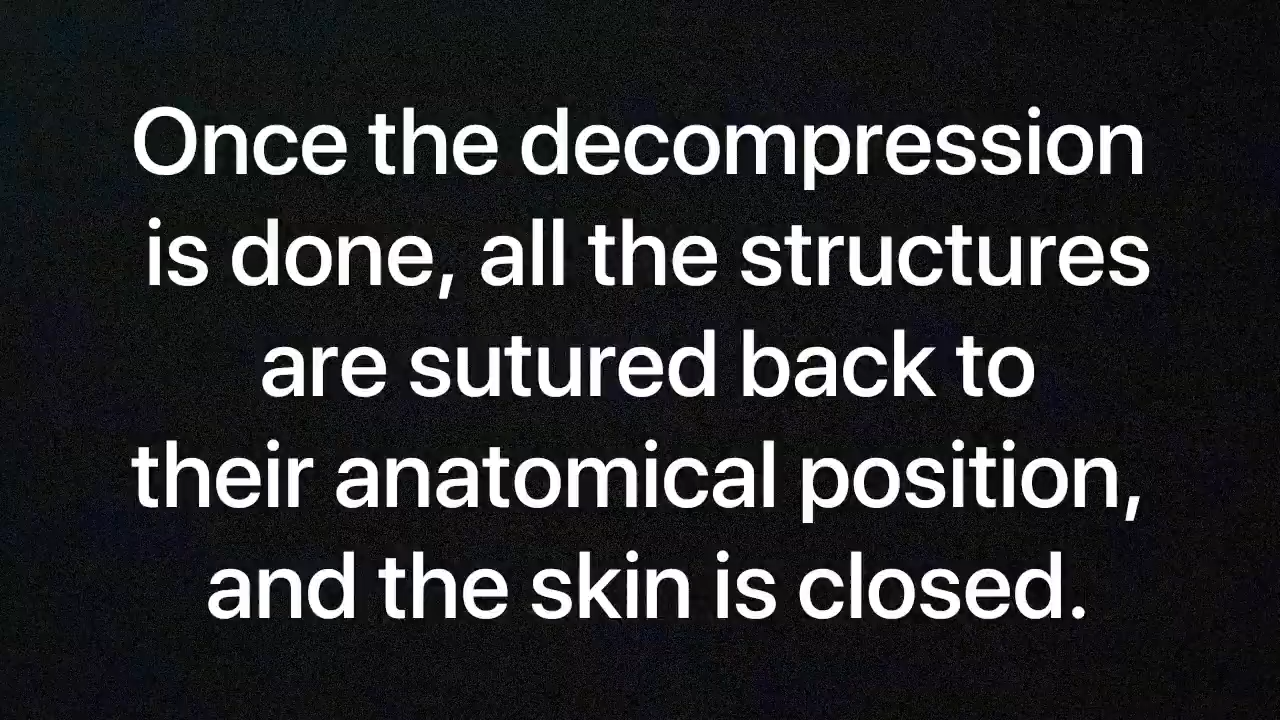 Once the decompression
is done, all the structures
are sutured back to
their anatomical position,
and the skin is closed.